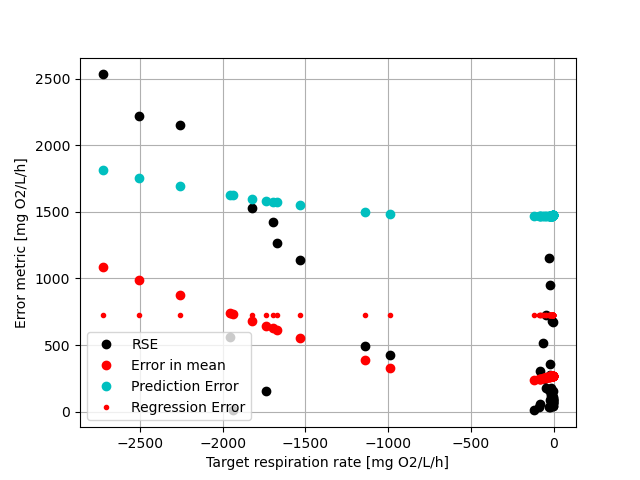 2500
2000
1500
1000
500
0
Error metric [mg O2/L/h]
RSE
Error in mean
Prediction Error
Regression Error
−2500 −2000 −1500 −1000 −500 0
Target respiration rate [mg O2/L/h]